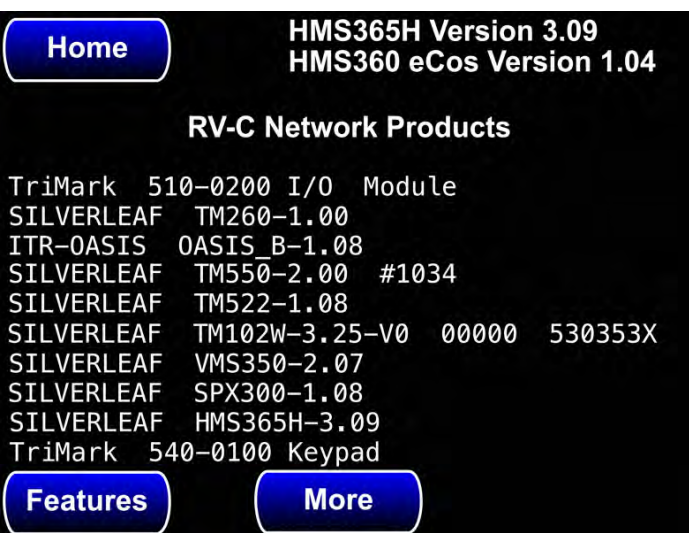 Home
HMS365H Version 3.09
HMS360 eCos Version 1.04
RV-C Network Products
TriMark 510-0200 I/O Module
SILVERLEAF TM260-1.00
ITR-OASIS OASIS_B-1.08
SILVERLEAF TM550-2.00 #1034
SILVERLEAF TM522-1.08
SILVERLEAF TM102W-3.25-V0 00000 530353X
SILVERLEAF VMS350-2.07
SILVERLEAF SPX300-1.08
SILVERLEAF HMS365H-3.09
TriMark 540-0100 Keypad
Features
More